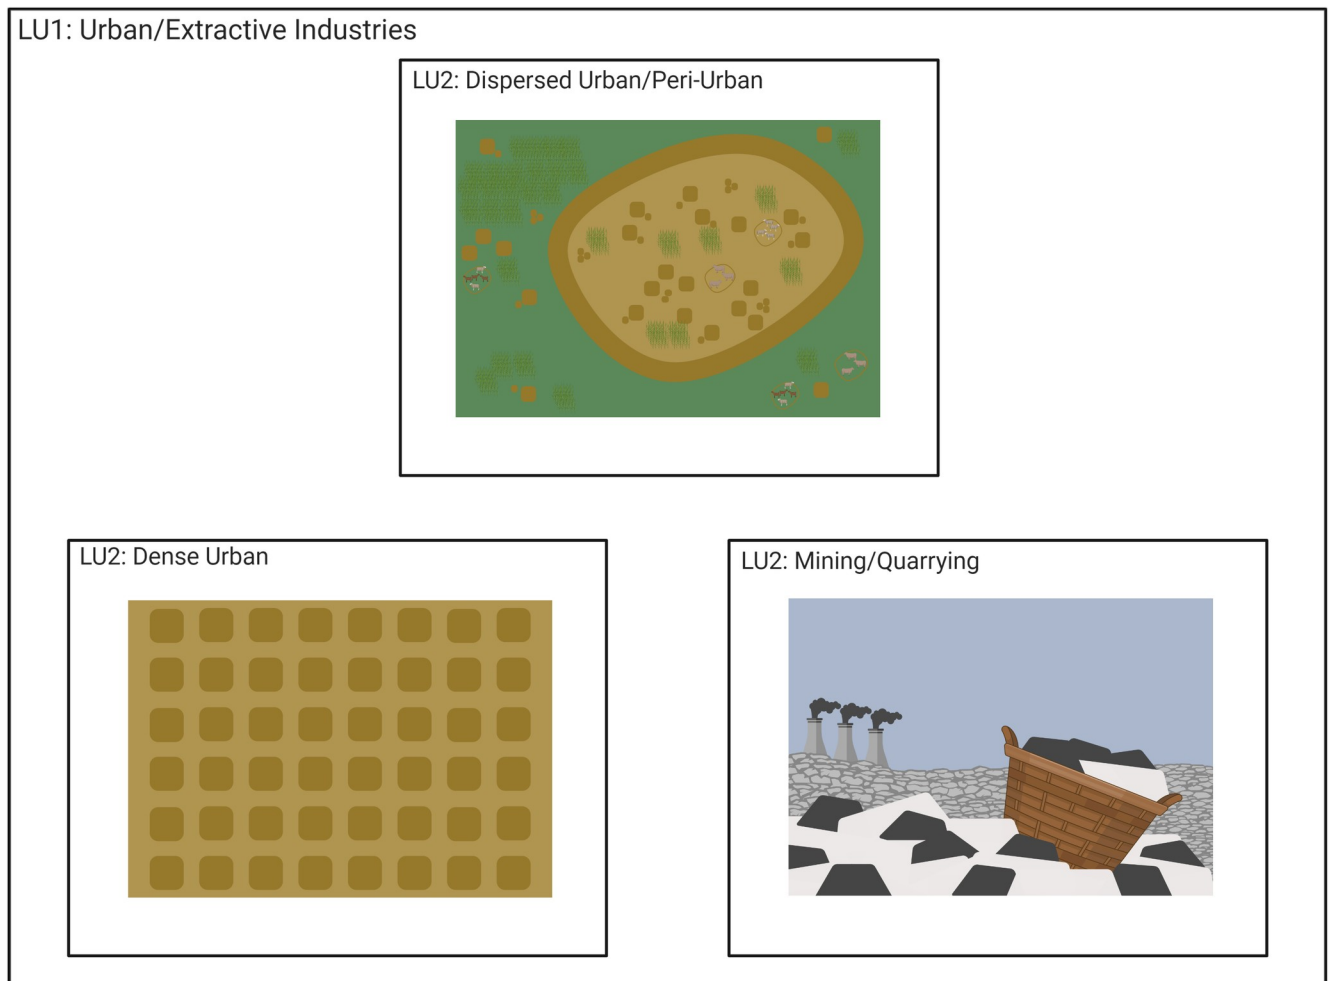 LU1: Urban/Extractive Industries
LU2: Dispersed Urban/Peri-Urban
LU2: Dense Urban
LU2: Mining/Quarrying